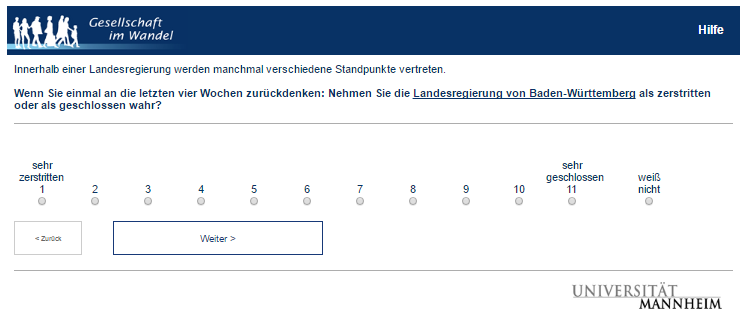 Gesellschaft
im Wandel
Hilfe
Innerhalb einer Landesregierung werden manchmal verschiedene Standpunkte vertreten.
Wenn Sie einmal an die letzten vier Wochen zurückdenken: Nehmen Sie die Landesregierung von Baden-Württemberg als zerstritten
oder als geschlossen wahr?
sehr
zerstritten
1 2 3 4 5 6 7 8 9 10
sehr
geschlossen
11
weiß
nicht
< Zurück
Weiter >
UNIVERSITÄT
MANNHEIM